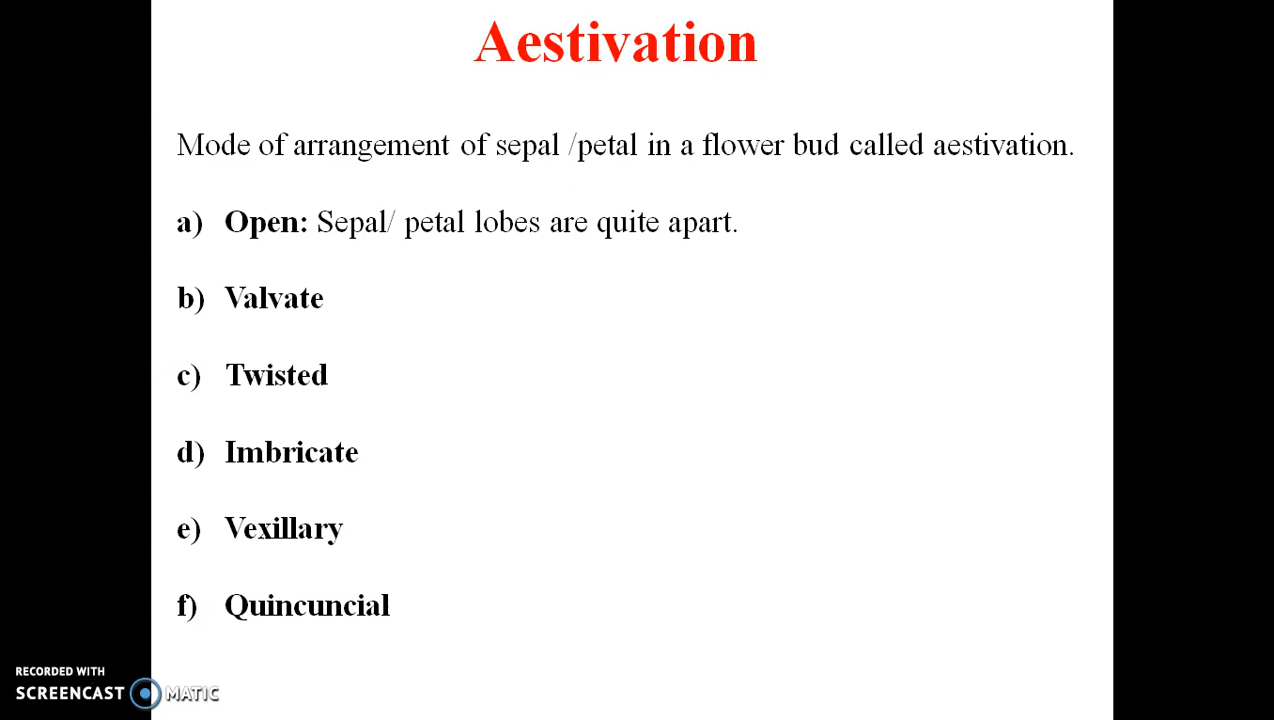 Aestivation
Mode of arrangement of sepal /petal in a flower bud called aestivation.
a) Open: Sepal/ petal lobes are quite apart.
b) Valvate
c) Twisted
d) Imbricate
e) Vexillary
f) Quincuncial
RECORDED WITH
SCREENCAST MATIC